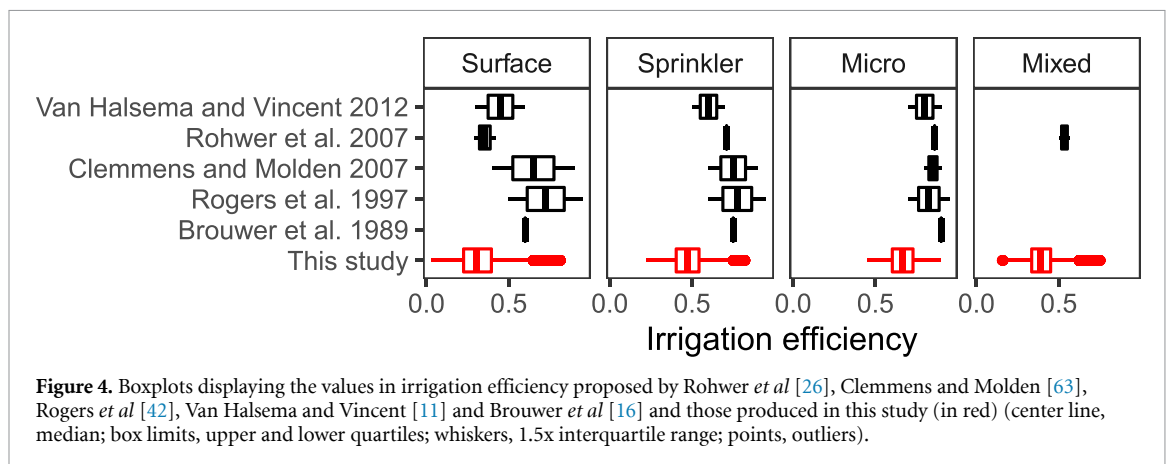 Surface Sprinkler Micro Mixed
Van Halsema and Vincent 2012
Rohwer et al. 2007
Clemmens and Molden 2007
Rogers et al. 1997
Brouwer et al. 1989
This study
0.0 0.5 0.0 0.5 0.0 0.5 0.0 0.5
Irrigation efficiency
Figure 4. Boxplots displaying the values in irrigation efficiency proposed by Rohwer et al [26], Clemmens and Molden [63],
Rogers et al [42], Van Halsema and Vincent [11] and Brouwer et al [16] and those produced in this study (in red) (center line,
median; box limits, upper and lower quartiles; whiskers, 1.5x interquartile range; points, outliers).